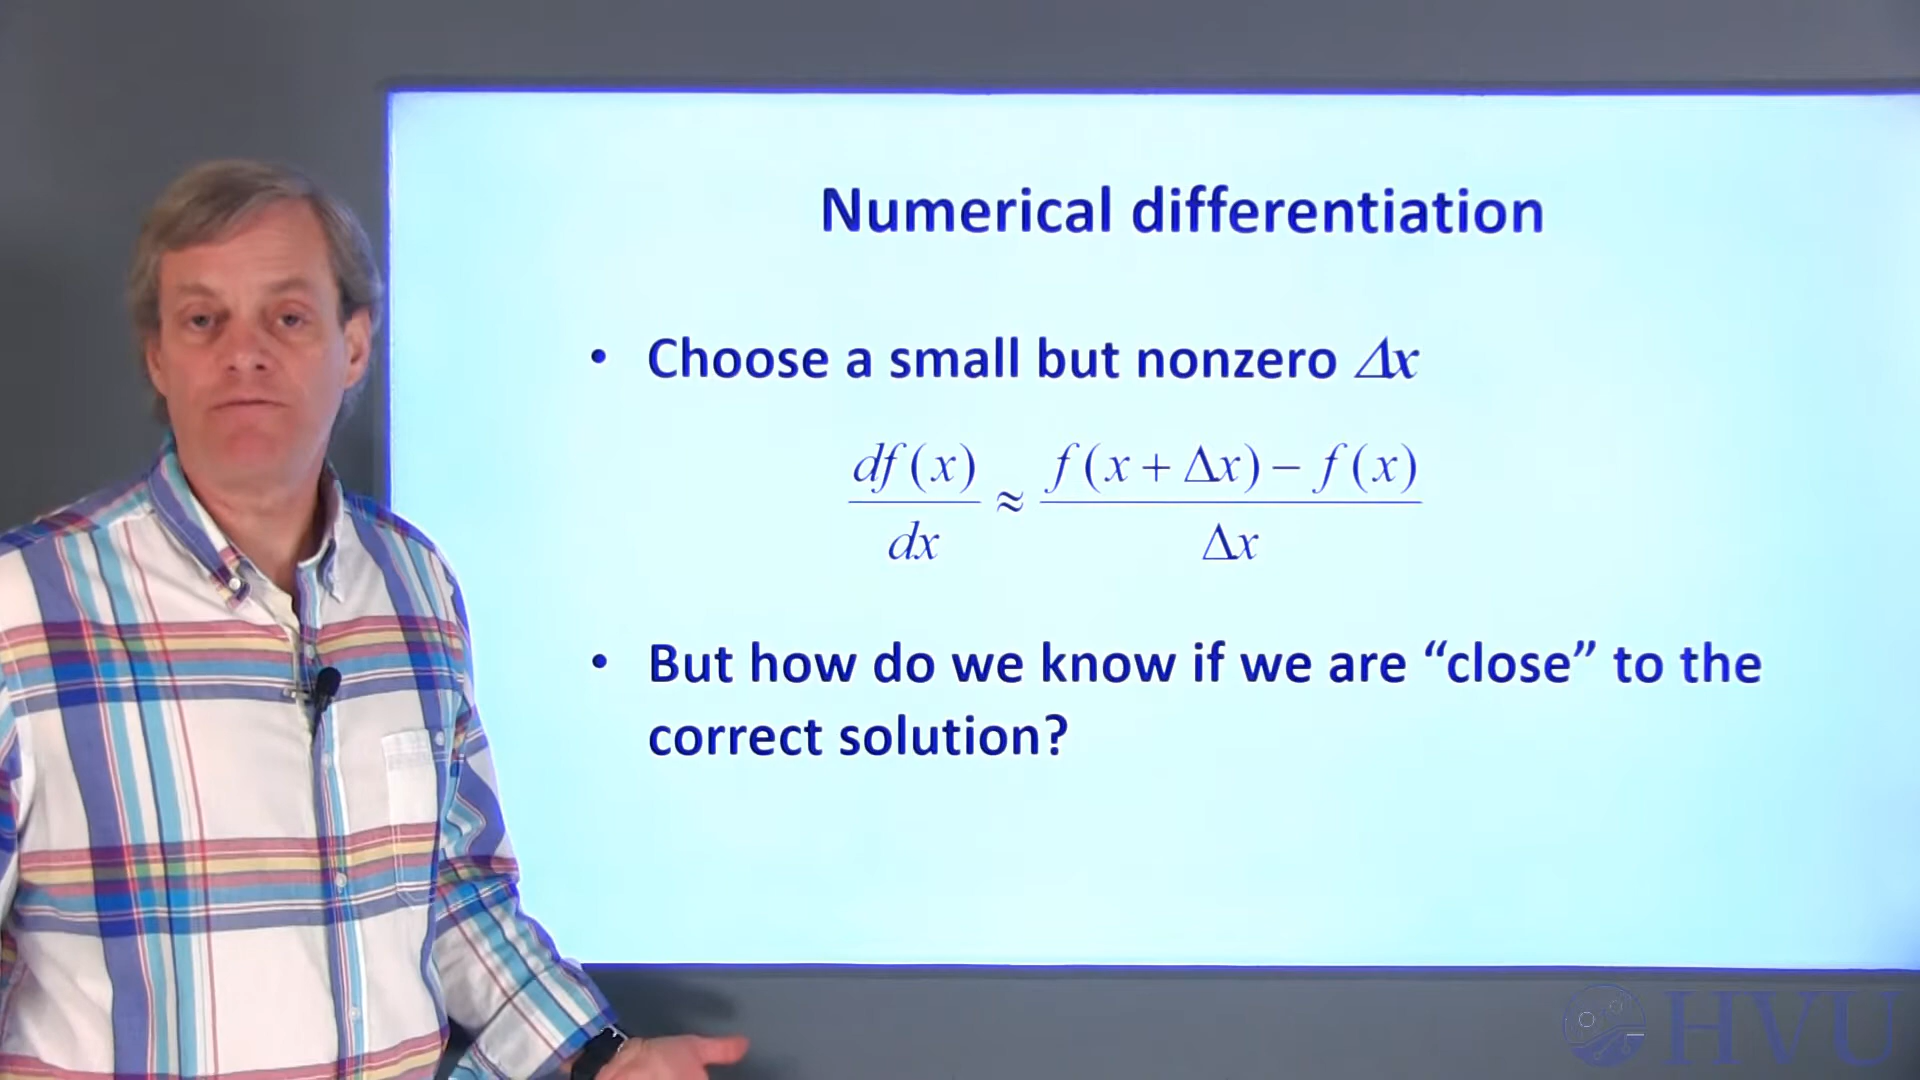 Numerical differentiation
• Choose a small but nonzero Δx
df(x)/dx ≈ f(x + Δx) − f(x)/Δx
• But how do we know if we are “close” to the
correct solution?
HVU